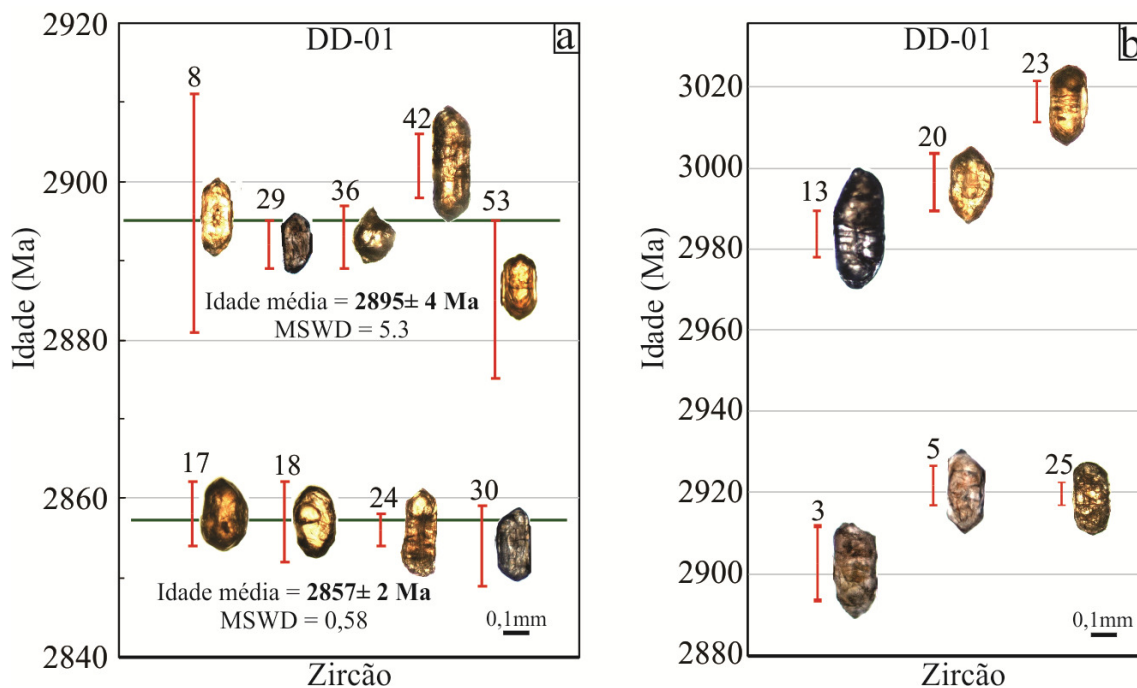 DD-01
a
Idade (Ma)
2920
2900
2880
2860
2840
8
29
36
42
53
Idade média = 2895± 4 Ma
MSWD = 5.3
17
18
24
30
Idade média = 2857± 2 Ma
MSWD = 0,58
0,1mm
Zircão
DD-01
b
Idade (Ma)
3020
3000
2980
2960
2940
2920
2900
2880
23
20
13
5
25
3
0,1mm
Zircão